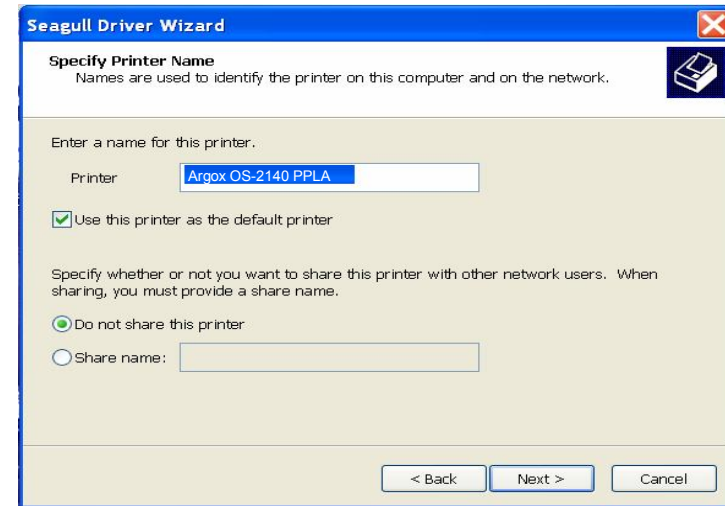 Seagull Driver Wizard
Specify Printer Name
Names are used to identify the printer on this computer and on the network.
Enter a name for this printer.
Printer
Argox OS-2140 PPLA
Use this printer as the default printer
Specify whether or not you want to share this printer with other network users. When
sharing, you must provide a share name.
Do not share this printer
Share name:
< Back
Next >
Cancel